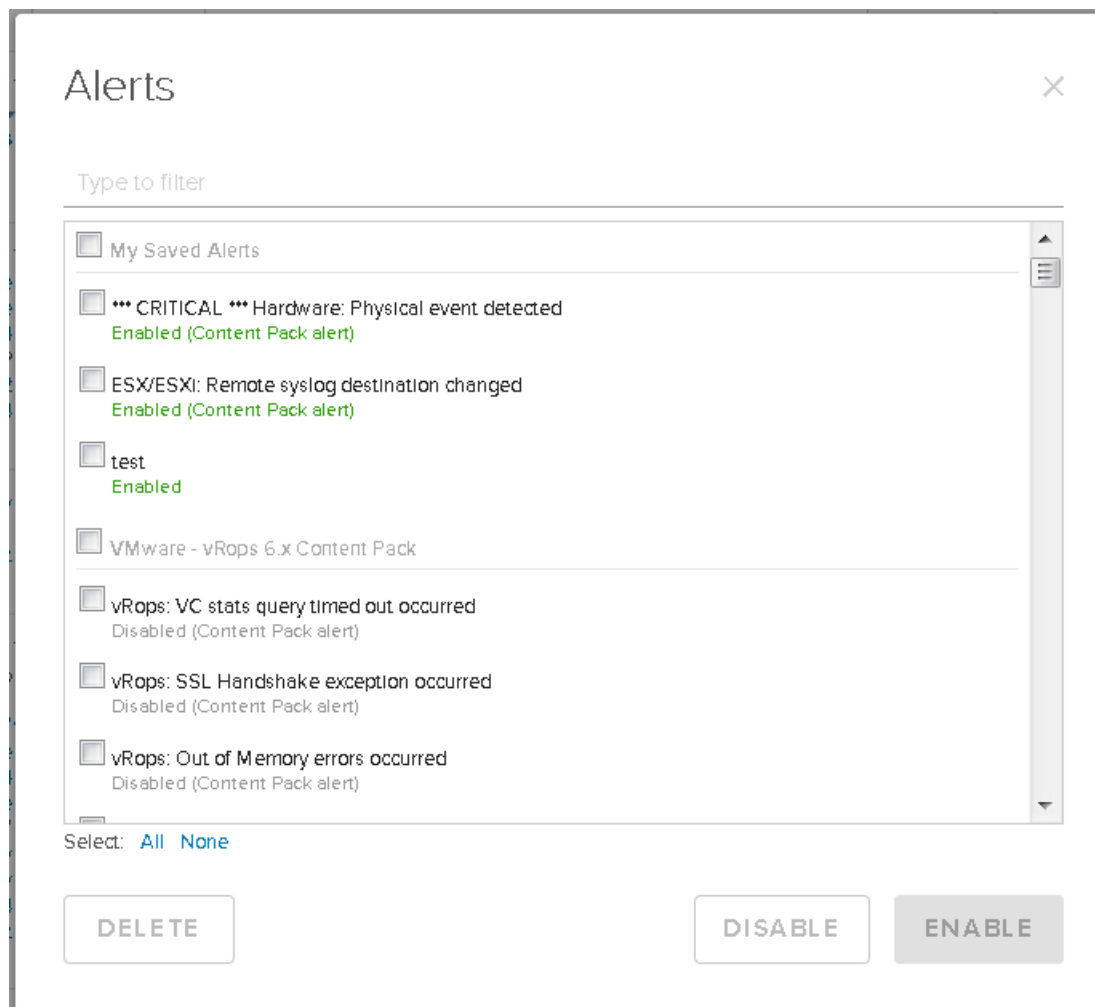 Alerts
Type to filter
My Saved Alerts
*** CRITICAL *** Hardware: Physical event detected
Enabled (Content Pack alert)
ESX/ESXi: Remote syslog destination changed
Enabled (Content Pack alert)
test
Enabled
VMware - vRops 6.x Content Pack
vRops: VC stats query timed out occurred
Disabled (Content Pack alert)
vRops: SSL Handshake exception occurred
Disabled (Content Pack alert)
vRops: Out of Memory errors occurred
Disabled (Content Pack alert)
Select: All None
DELETE DISABLE ENABLE